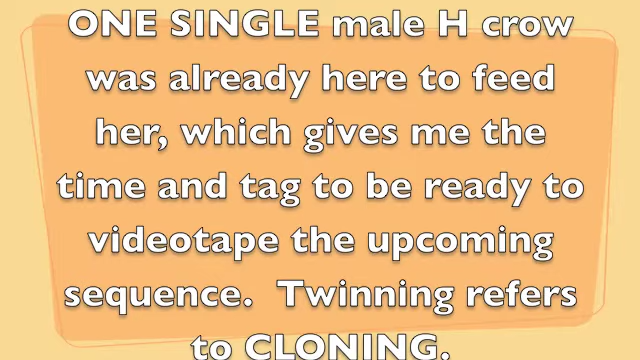 ONE SINGLE male H crow
was already here to feed
her, which gives me the
time and tag to be ready to
videotape the upcoming
sequence.  Twinning refers
to CLONING.